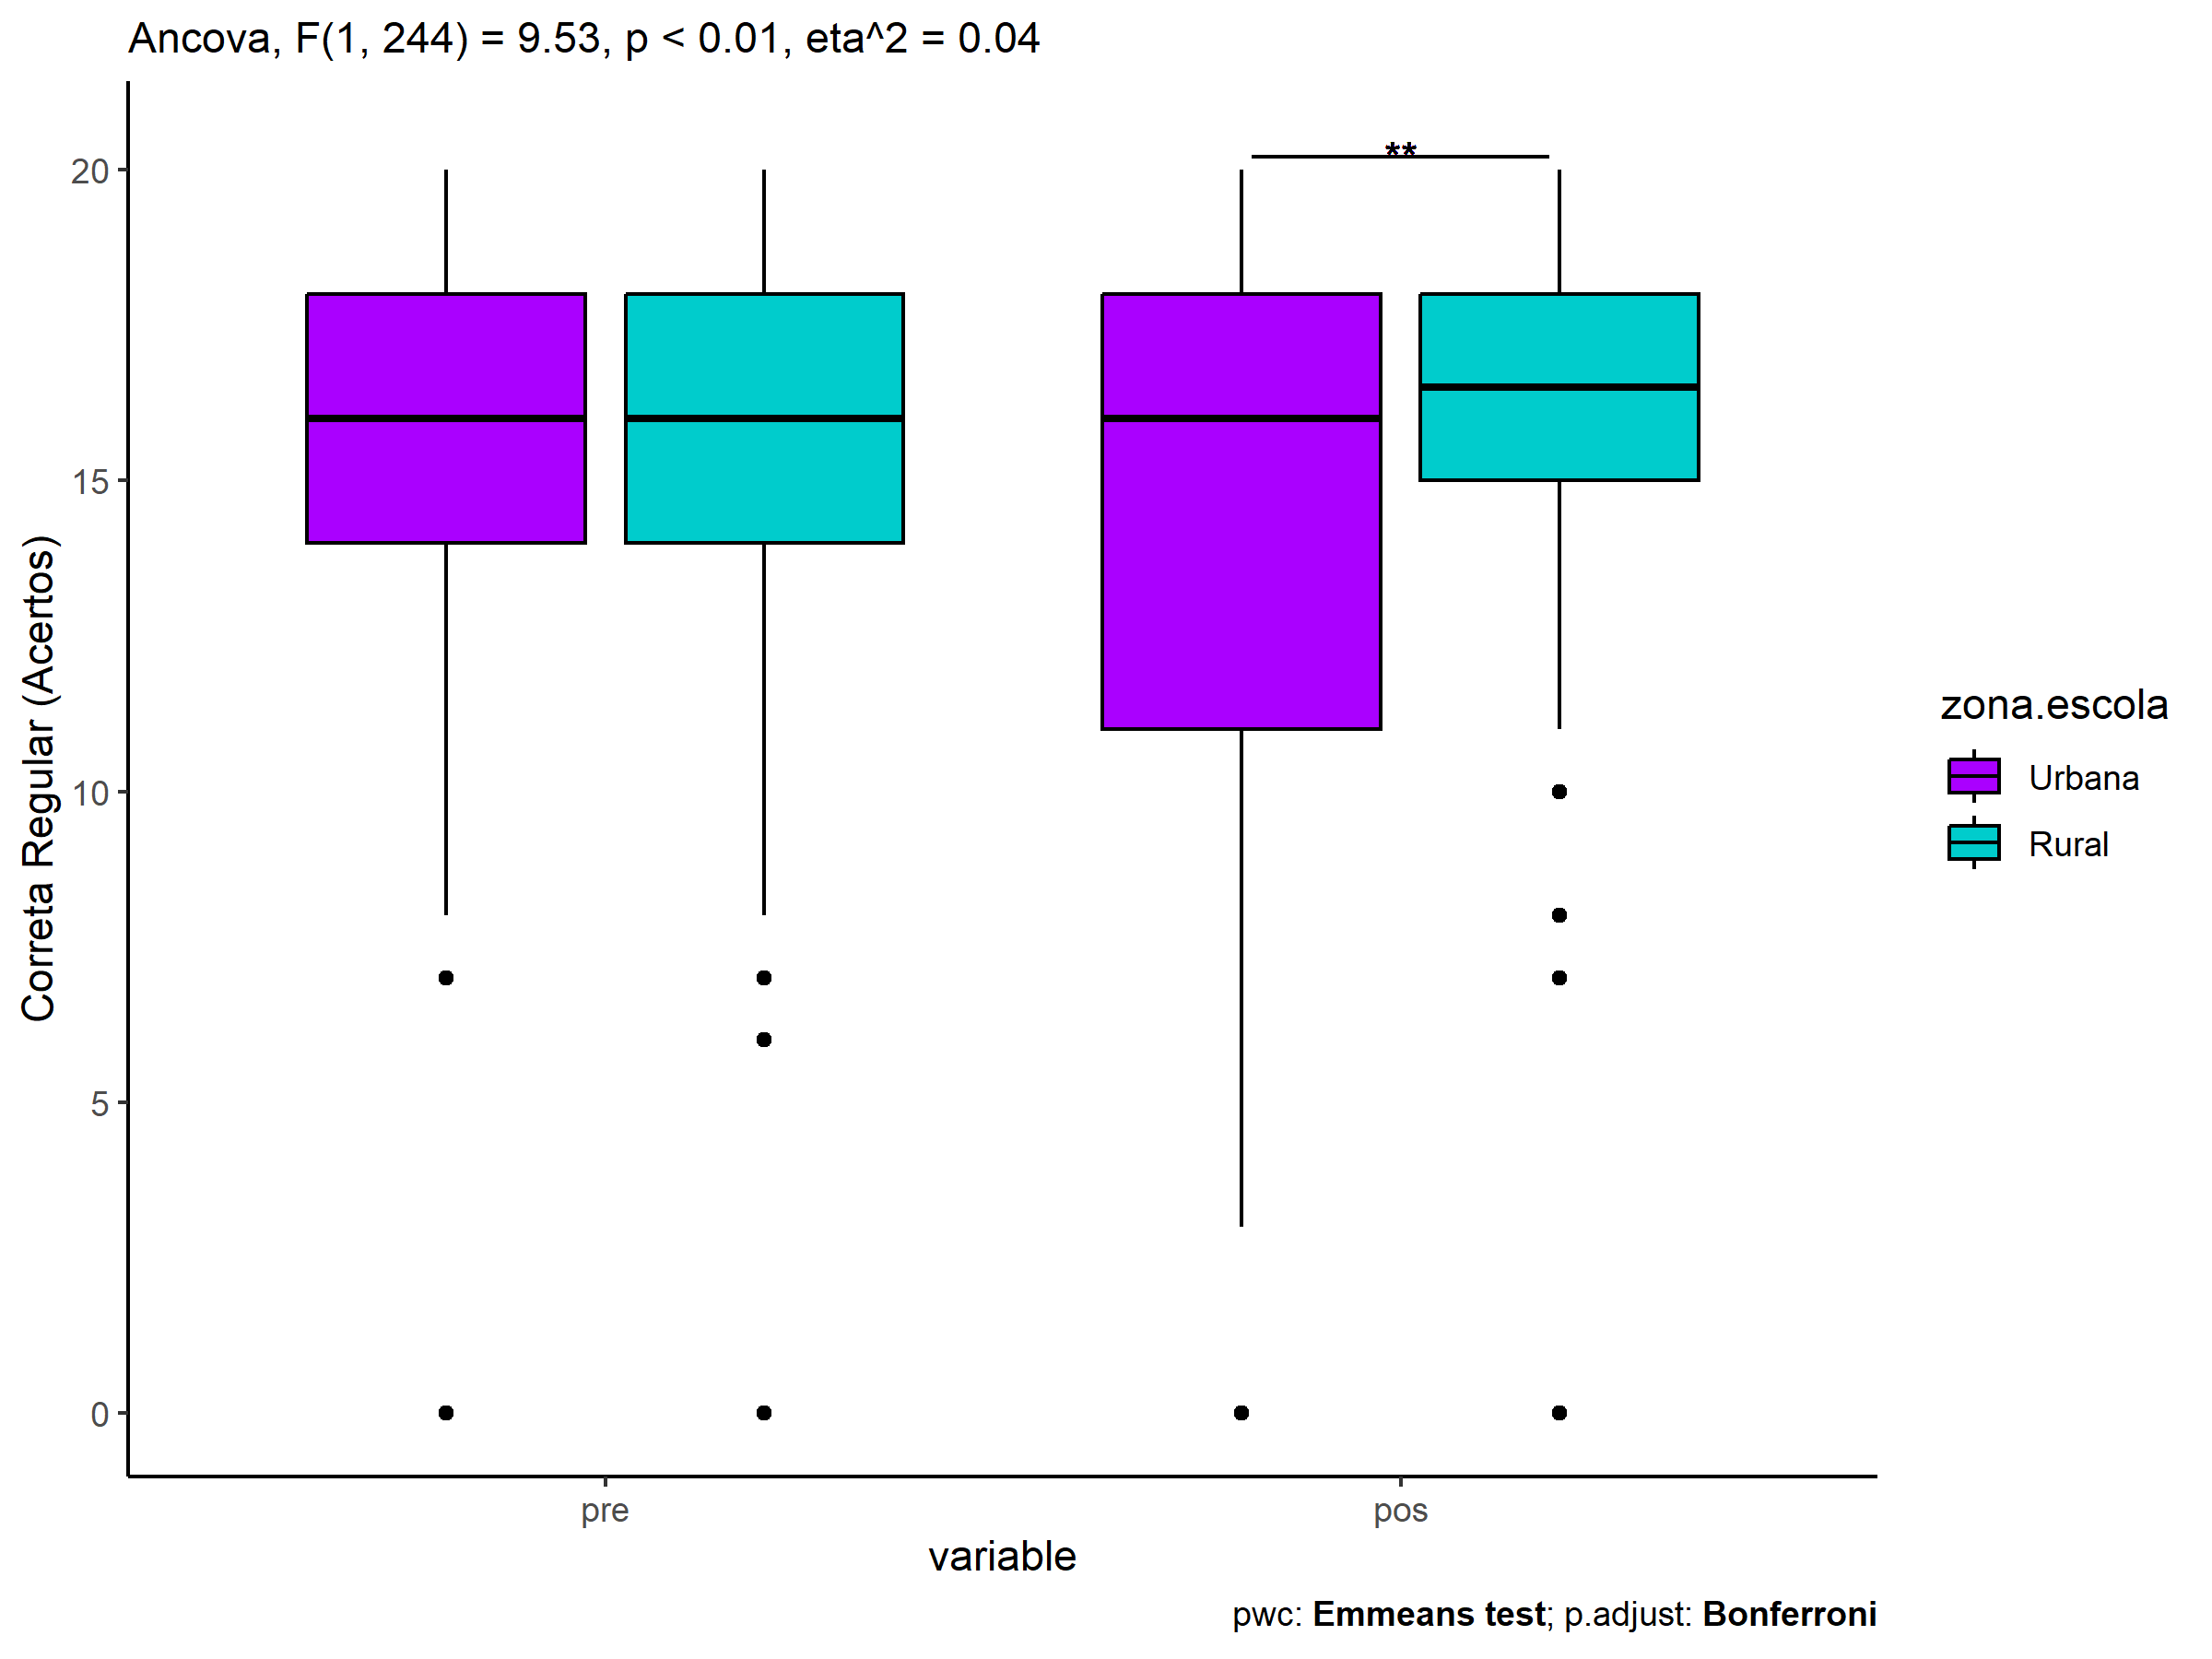 Ancova, F(1, 244) = 9.53, p < 0.01, eta^2 = 0.04
Correta Regular (Acertos)
20
15
10
5
0
**
pre
pos
variable
zona.escola
Urbana
Rural
pwc: Emmeans test; p.adjust: Bonferroni